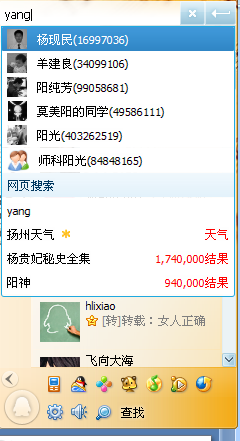 yang
杨现民(16997036)
羊建良(34099106)
阳纯芳(99058681)
莫美阳的同学(49586111)
阳光(403262519)
师科阳光(84848165)
网页搜索
yang
扬州天气 天气
杨贵妃秘史全集 1,740,000结果
阳神 940,000结果
hlixiao
[转]转载：女人正确
飞向大海
查找